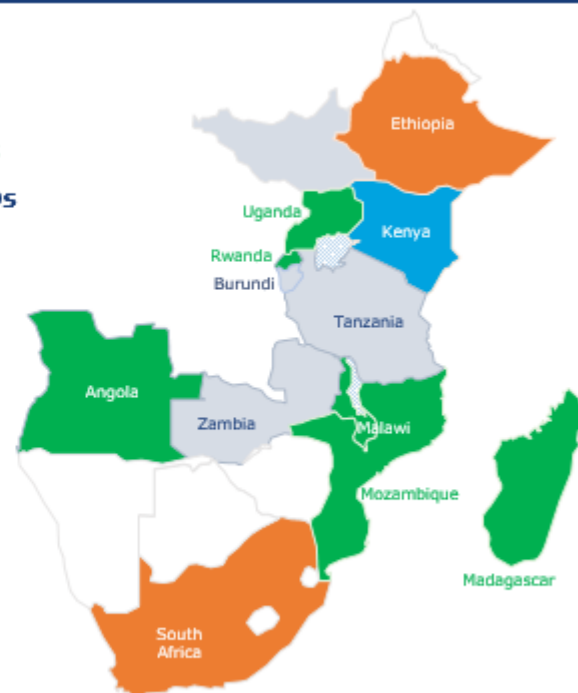 Ethiopia
Uganda
Kenya
Rwanda
Burundi
Tanzania
Angola
Zambia
Malawi
Mozambique
Madagascar
South
Africa